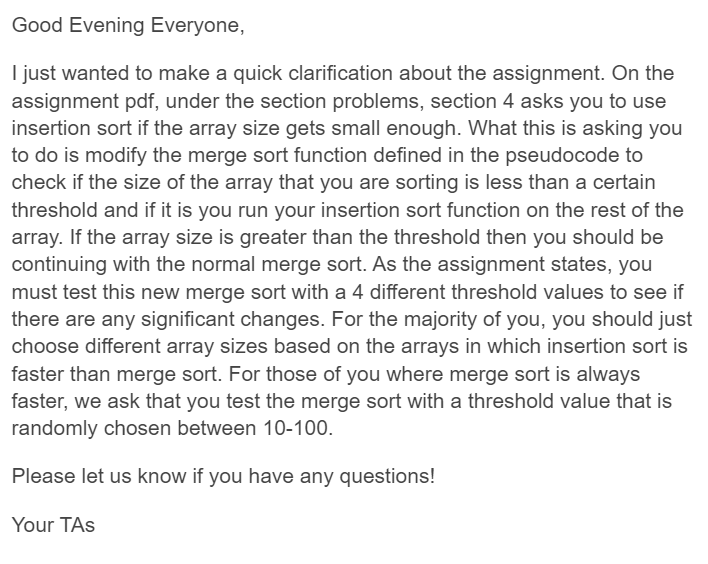 Good Evening Everyone,
I just wanted to make a quick clarification about the assignment. On the
assignment pdf, under the section problems, section 4 asks you to use
insertion sort if the array size gets small enough. What this is asking you
to do is modify the merge sort function defined in the pseudocode to
check if the size of the array that you are sorting is less than a certain
threshold and if it is you run your insertion sort function on the rest of the
array. If the array size is greater than the threshold then you should be
continuing with the normal merge sort. As the assignment states, you
must test this new merge sort with a 4 different threshold values to see if
there are any significant changes. For the majority of you, you should just
choose different array sizes based on the arrays in which insertion sort is
faster than merge sort. For those of you where merge sort is always
faster, we ask that you test the merge sort with a threshold value that is
randomly chosen between 10-100.
Please let us know if you have any questions!
Your TAs